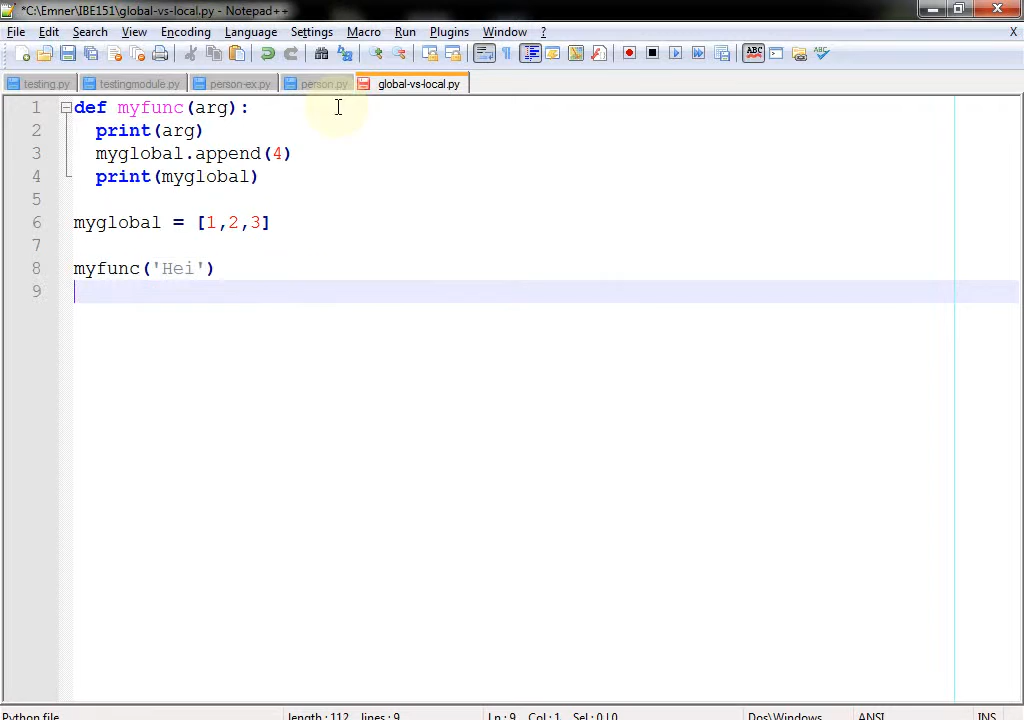 *C:\Emner\IBE151\global-vs-local.py - Notepad++
File Edit Search View Encoding Language Settings Macro Run Plugins Window ? X
testing.py testingmodule.py person-ex.py person.py global-vs-local.py
1 def myfunc(arg):
2 print(arg)
3 myglobal.append(4)
4 print(myglobal)
5
6 myglobal = [1,2,3]
7
8 myfunc('Hei')
9
Python file length : 112 lines : 9 Ln : 9 Col : 1 Sel : 0 | 0 Dos\Windows ANSI INS